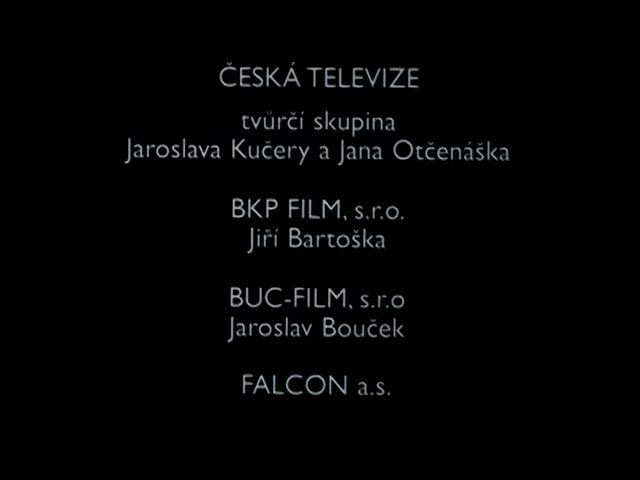 ČESKÁ TELEVIZE
tvůrčí skupina
Jaroslava Kučery a Jana Otčenáška
BKP FILM, s.r.o.
Jiří Bartoška
BUC-FILM, s.r.o
Jaroslav Bouček
FALCON a.s.